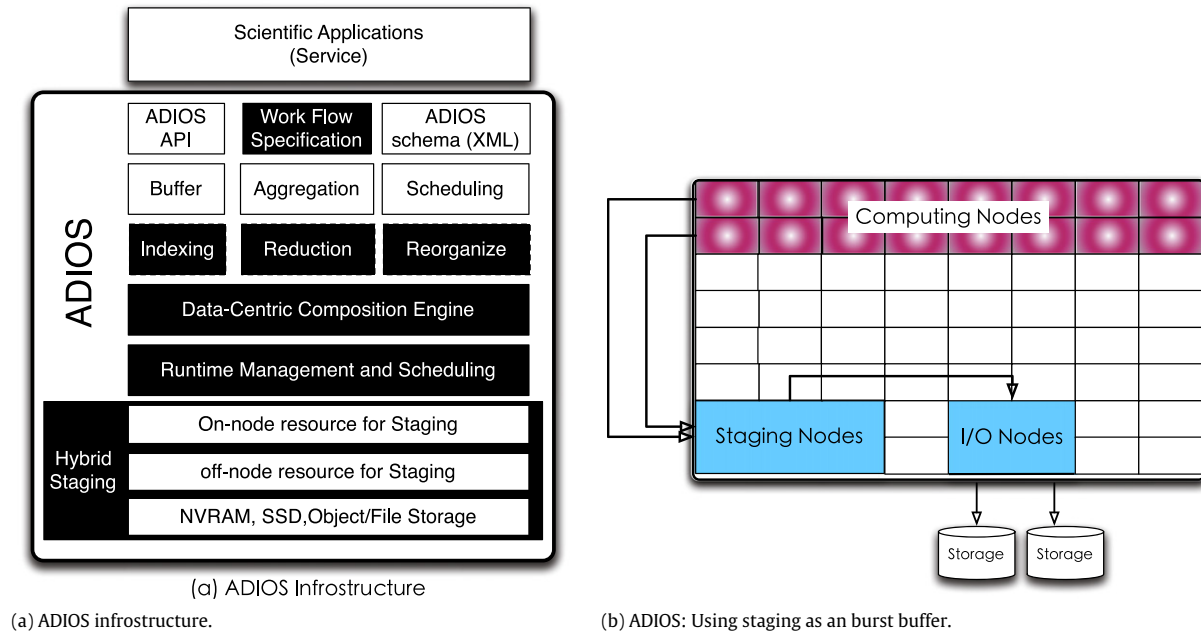 Scientific Applications
(Service)
ADIOS
ADIOS
API
Work Flow
Specification
ADIOS
schema (XML)
Buffer
Aggregation
Scheduling
Indexing
Reduction
Reorganize
Data-Centric Composition Engine
Runtime Management and Scheduling
Hybrid
Staging
On-node resource for Staging
off-node resource for Staging
NVRAM, SSD,Object/File Storage
(a) ADIOS Infrostructure
(a) ADIOS infrostructure.
Computing Nodes
Staging Nodes
I/O Nodes
Storage
Storage
(b) ADIOS: Using staging as an burst buffer.